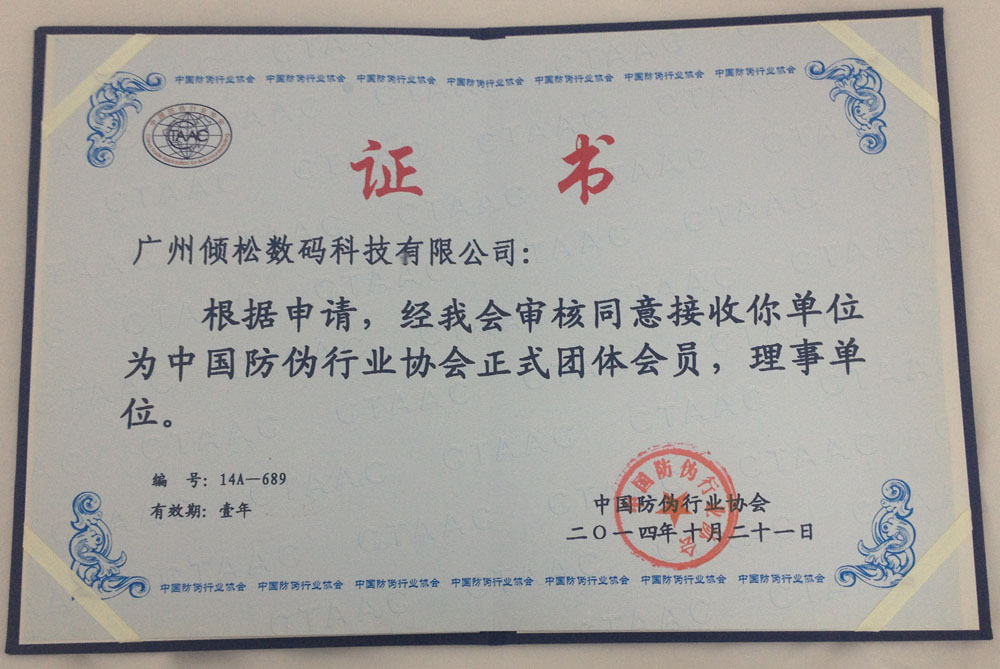 中国防伪行业协会 中国防伪行业协会 中国防伪行业协会 中国防伪行业协会 中国防伪行业协会 中国防伪行业协会 中国防伪行业协会
CTAAC
证 书
广州倾松数码科技有限公司：
根据申请，经我会审核同意接收你单位
为中国防伪行业协会正式团体会员，理事单
位。
编 号：14A—689
有效期：壹年
中国防伪行业协会
中国防伪行业协会
二〇一四年十月二十一日
中国防伪行业协会 中国防伪行业协会 中国防伪行业协会 中国防伪行业协会 中国防伪行业协会 中国防伪行业协会 中国防伪行业协会